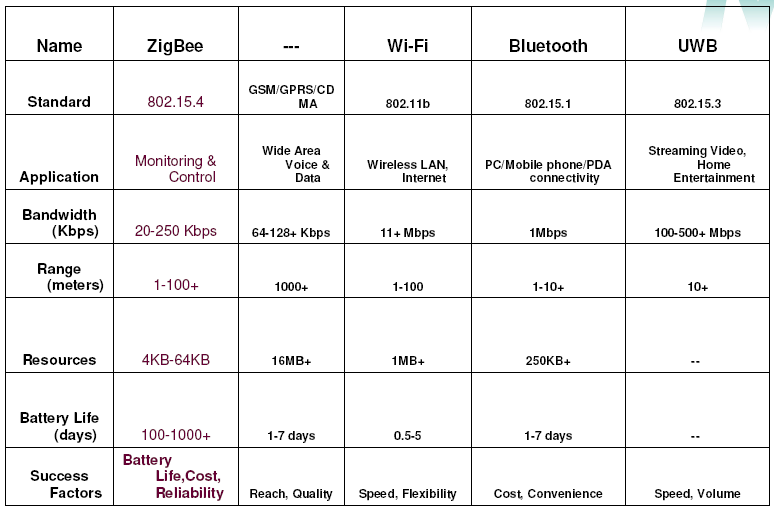 Name ZigBee --- Wi-Fi Bluetooth UWB
Standard 802.15.4 GSM/GPRS/CD
MA 802.11b 802.15.1 802.15.3
Application Monitoring &
Control Wide Area
Voice &
Data Wireless LAN,
Internet PC/Mobile phone/PDA
connectivity Streaming Video,
Home
Entertainment
Bandwidth
(Kbps) 20-250 Kbps 64-128+ Kbps 11+ Mbps 1Mbps 100-500+ Mbps
Range
(meters) 1-100+ 1000+ 1-100 1-10+ 10+
Resources 4KB-64KB 16MB+ 1MB+ 250KB+ --
Battery Life
(days) 100-1000+ 1-7 days 0.5-5 1-7 days --
Success
Factors Battery
Life,Cost,
Reliability Reach, Quality Speed, Flexibility Cost, Convenience Speed, Volume